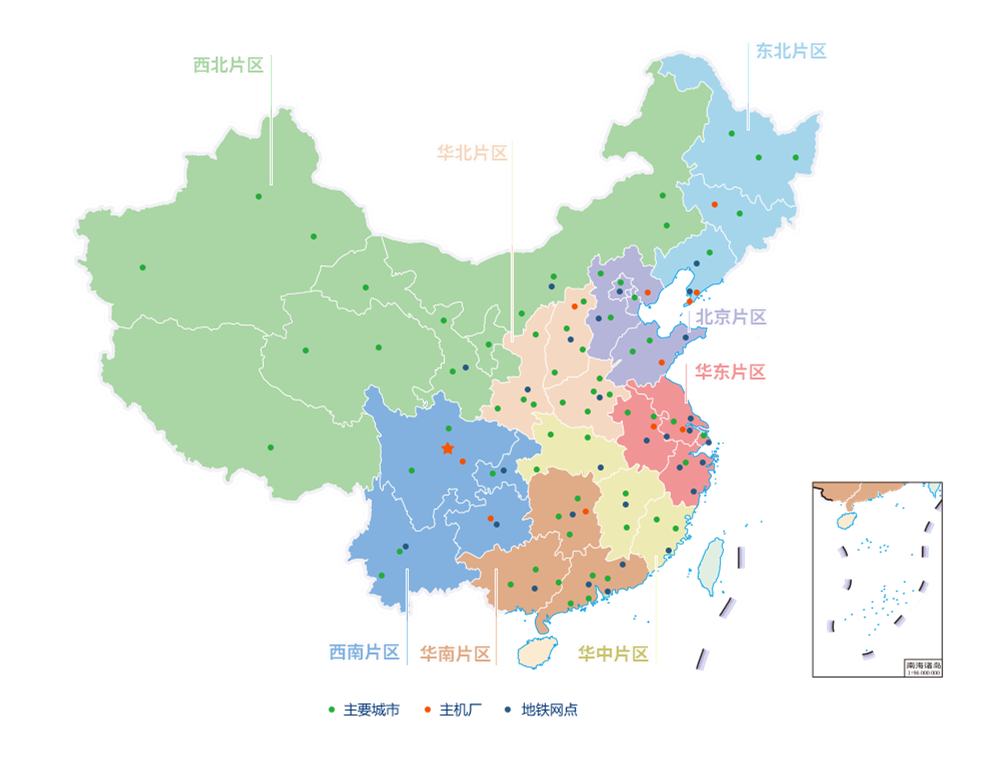 东北片区
西北片区
华北片区
北京片区
华东片区
西南片区
华南片区
华中片区
南海诸岛
1:96 000 000
主要城市
主机厂
地铁网点